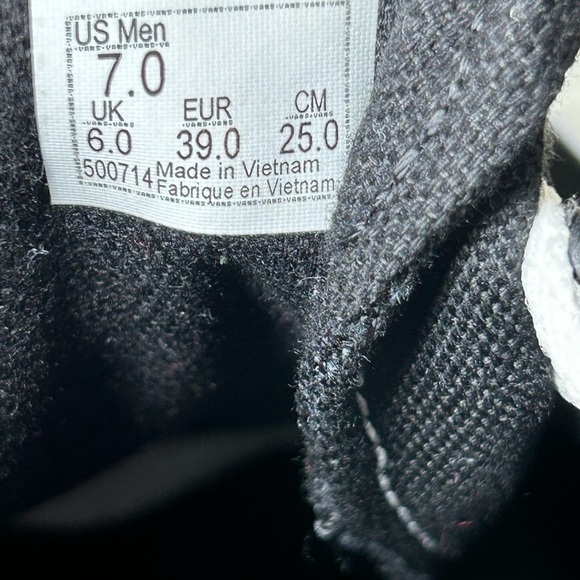 US Men
7.0
UK EUR CM
6.0 39.0 25.0
500714 Made in Vietnam
Fabrique en Vietnam